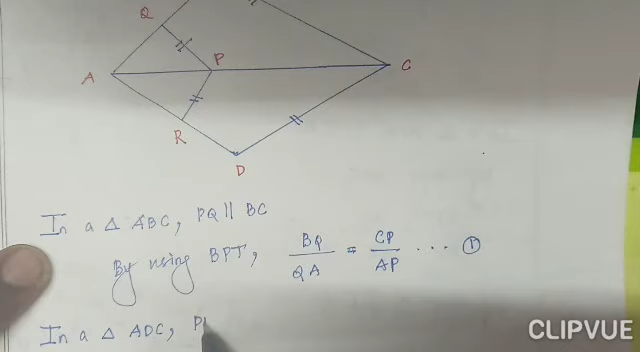 Q
P
A
C
R
D
In a Δ ABC, PQ || BC
By using BPT, BQ/QA = CP/AP ... ①
In a Δ ADC, P
CLIPVUE